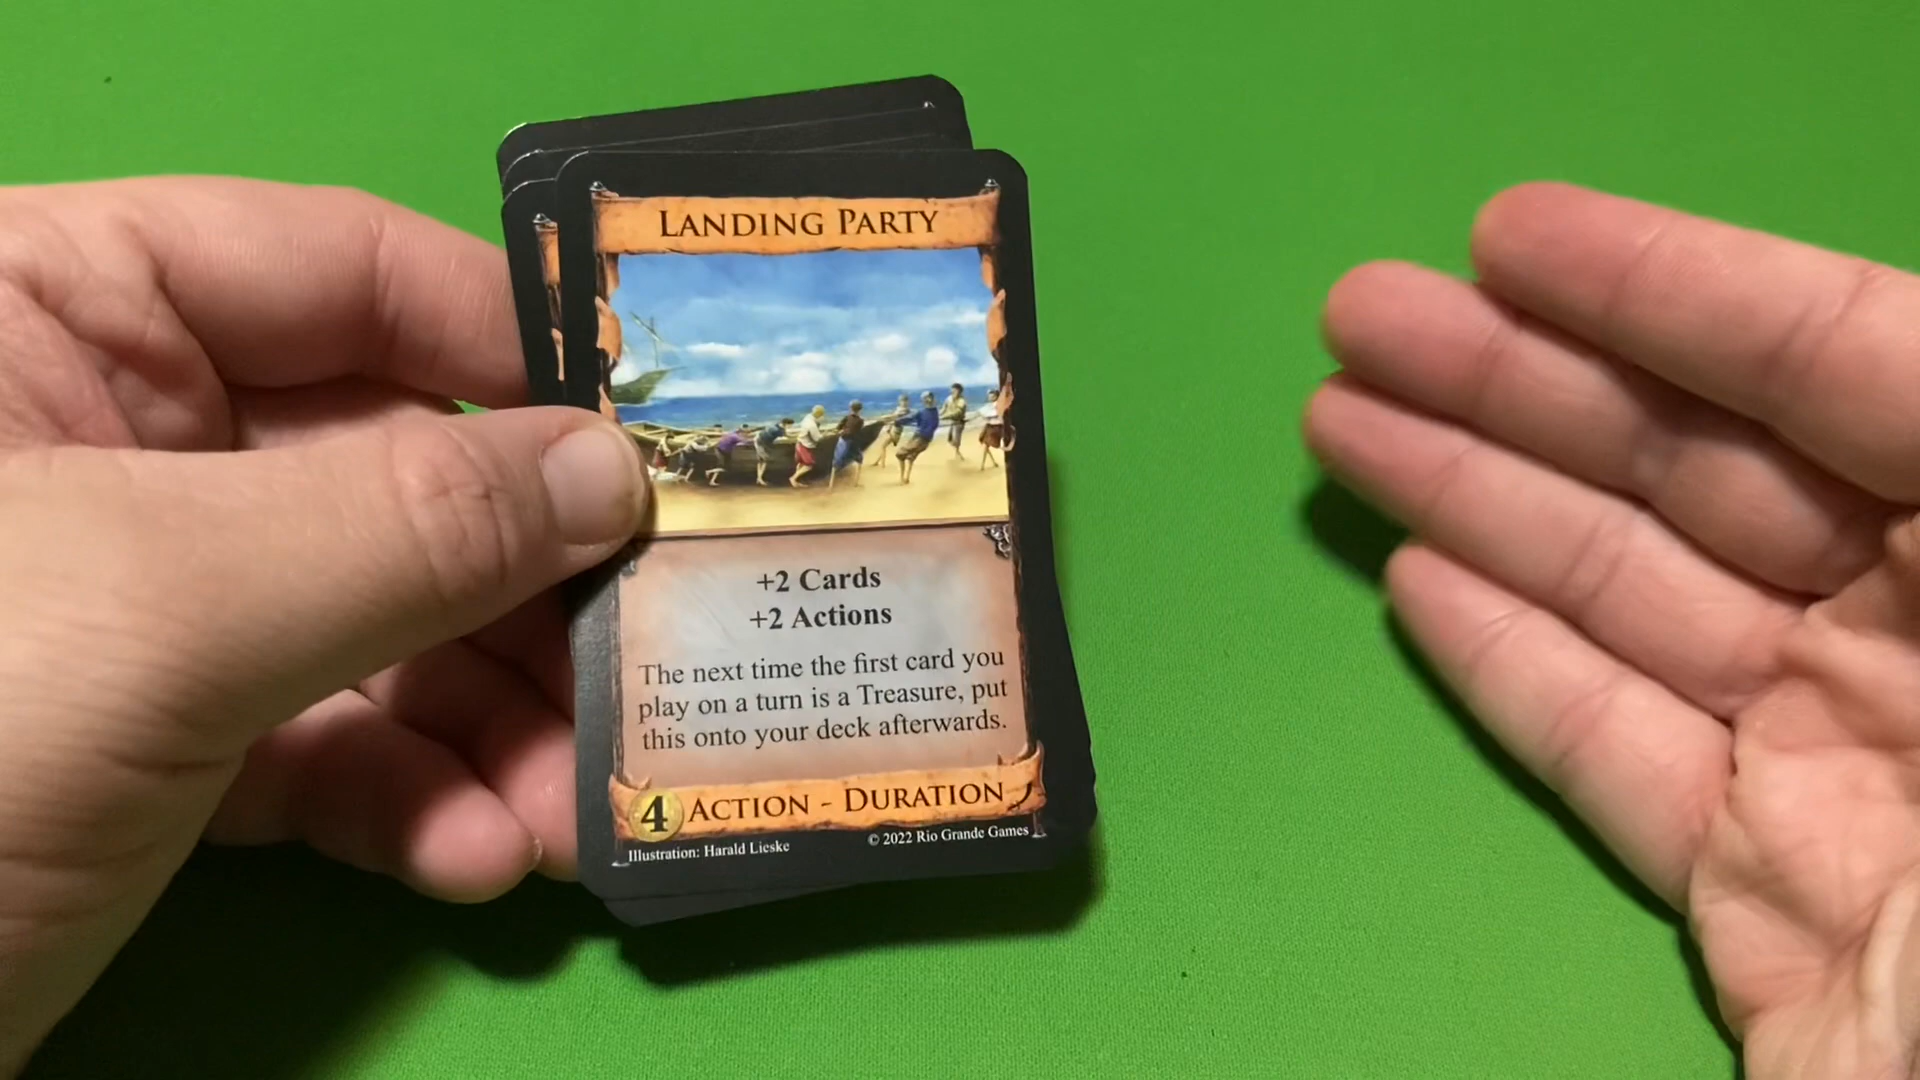 LANDING PARTY
+2 Cards
+2 Actions
The next time the first card you
play on a turn is a Treasure, put
this onto your deck afterwards.
4 ACTION - DURATION
Illustration: Harald Lieske © 2022 Rio Grande Games